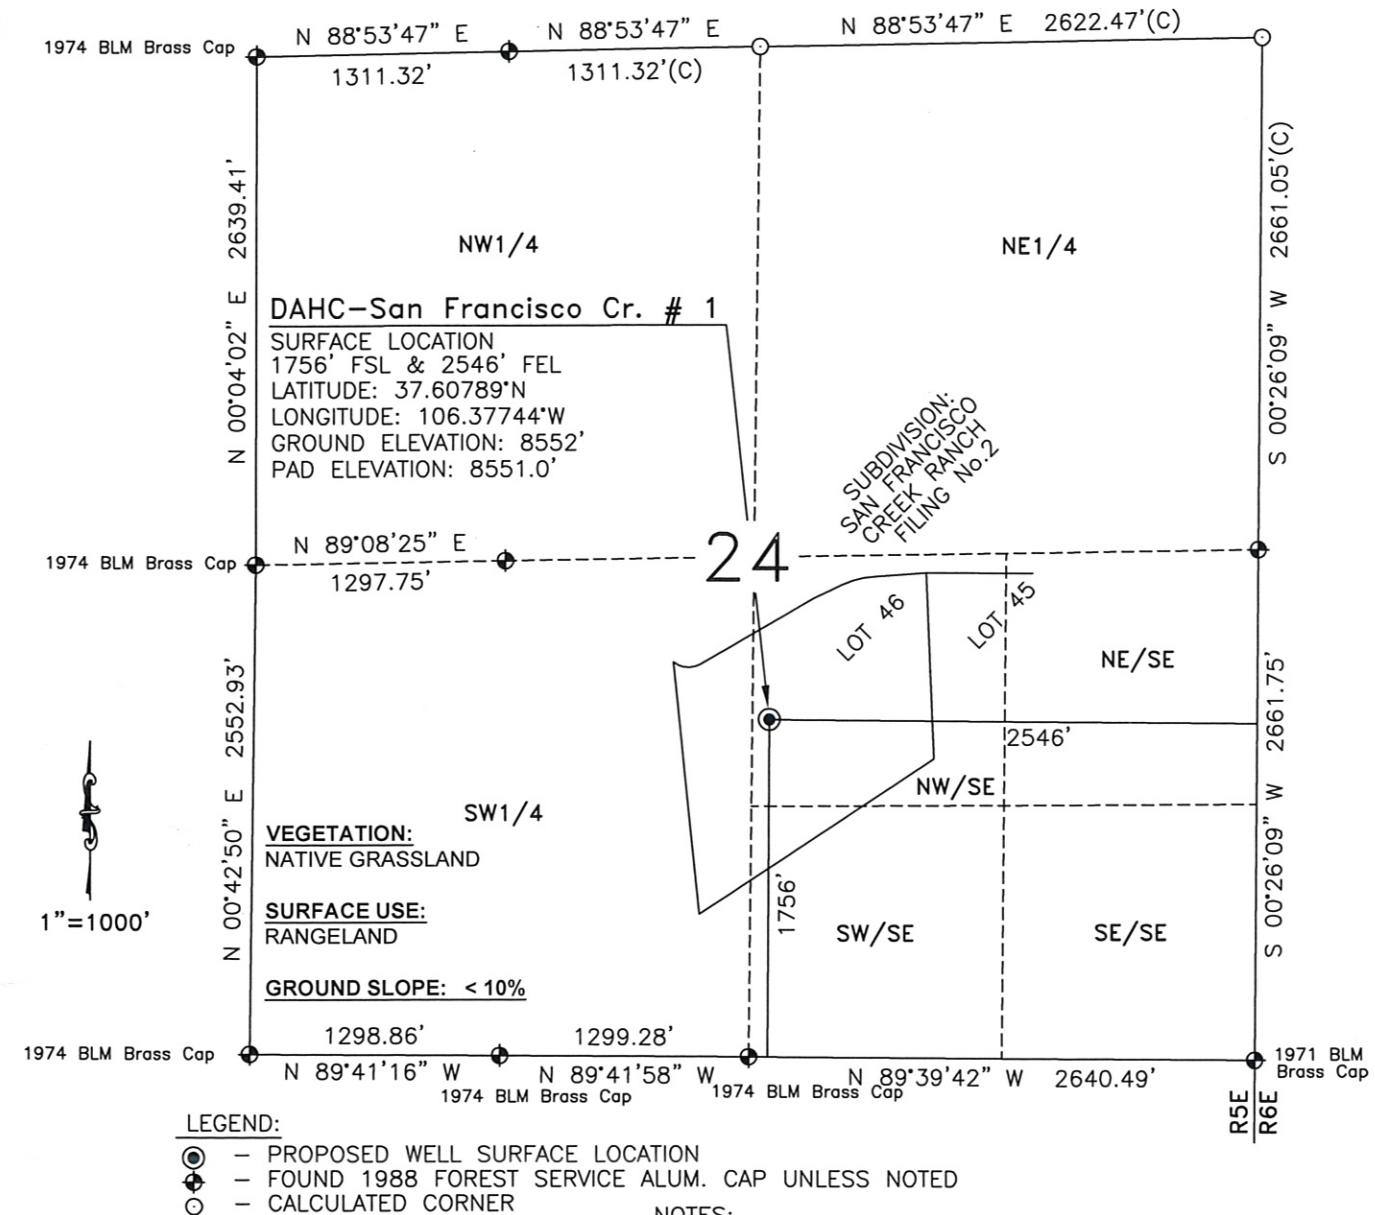 N 88°53'47" E
N 88°53'47" E
N 88°53'47" E 2622.47'(C)
1974 BLM Brass Cap
1311.32'
1311.32'(C)
N 00°04'02" E 2639.41'
S 00°26'09" W 2661.05'(C)
NW1/4
NE1/4
DAHC-San Francisco Cr. # 1
SURFACE LOCATION
1756' FSL & 2546' FEL
LATITUDE: 37.60789°N
LONGITUDE: 106.37744°W
GROUND ELEVATION: 8552'
PAD ELEVATION: 8551.0'
SUBDIVISION:
SAN FRANCISCO
CREEK RANCH
FILING No.2
1974 BLM Brass Cap
N 89°08'25" E
1297.75'
24
LOT 46
LOT 45
NE/SE
N 00°42'50" E 2552.93'
S 00°26'09" W 2661.75'
2546'
NW/SE
1"=1000'
SW1/4
VEGETATION:
NATIVE GRASSLAND
SURFACE USE:
RANGELAND
GROUND SLOPE: < 10%
1756'
SW/SE
SE/SE
1298.86'
1299.28'
1974 BLM Brass Cap
N 89°41'16" W
N 89°41'58" W
N 89°39'42" W 2640.49'
1971 BLM
Brass Cap
1974 BLM Brass Cap
1974 BLM Brass Cap
R5E
R6E
LEGEND:
– PROPOSED WELL SURFACE LOCATION
– FOUND 1988 FOREST SERVICE ALUM. CAP UNLESS NOTED
– CALCULATED CORNER
NOTES: